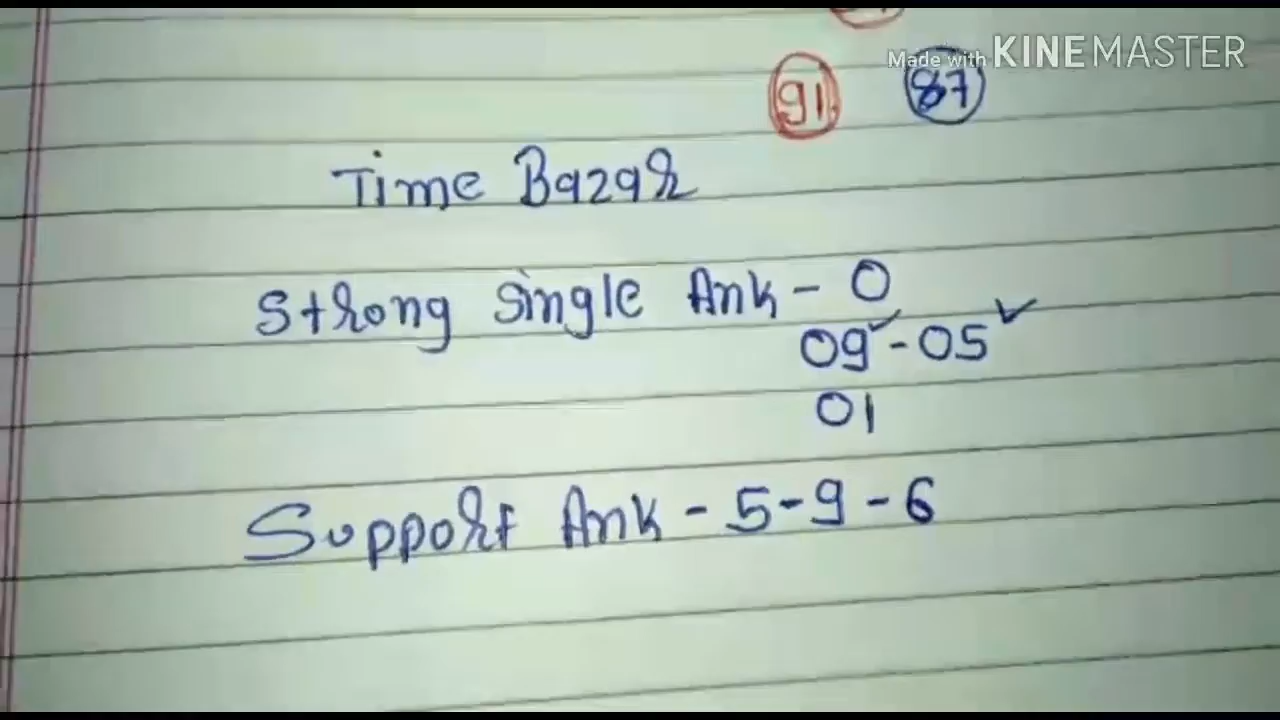 Made with KINEMASTER
91 87
Time Bazar
Strong single Ank - 0
09 - 05
01
Support Ank - 5-9-6